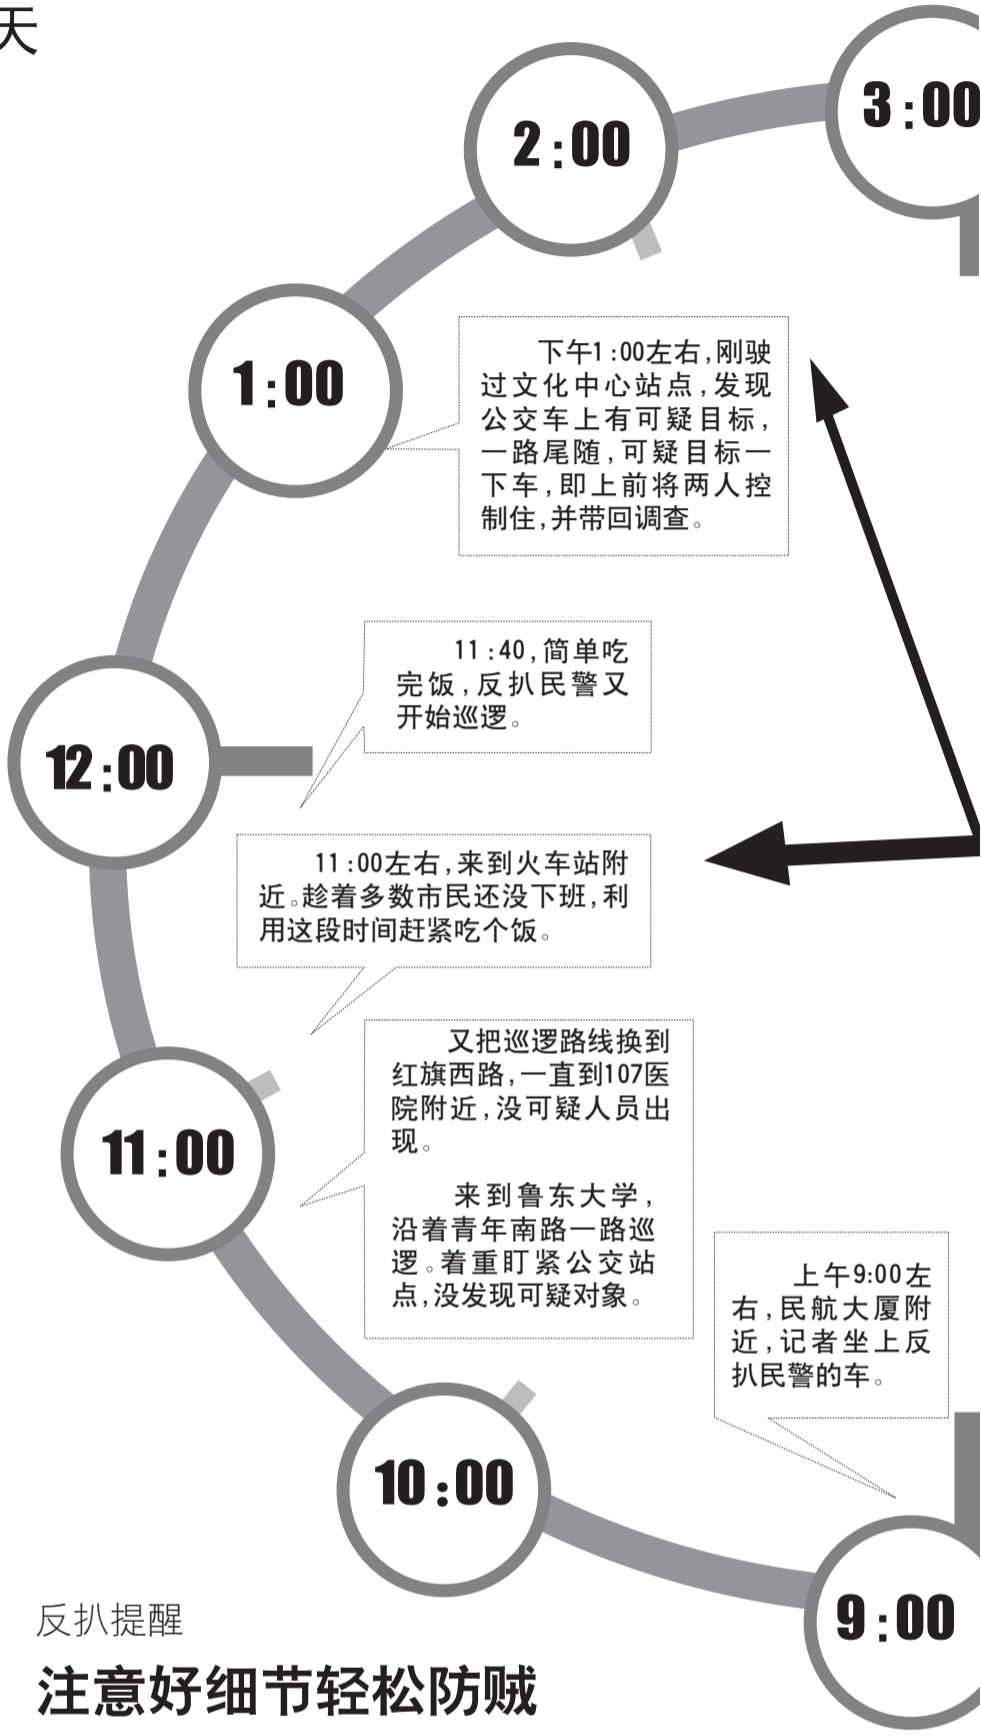 天
3:00
2:00
1:00
下午1:00左右,刚驶
过文化中心站点,发现
公交车上有可疑目标,
一路尾随,可疑目标一
下车,即上前将两人控
制住,并带回调查。
11:40,简单吃
完饭,反扒民警又
开始巡逻。
12:00
11:00左右,来到火车站附
近。趁着多数市民还没下班,利
用这段时间赶紧吃个饭。
又把巡逻路线换到
红旗西路,一直到107医
院附近,没可疑人员出
现。
来到鲁东大学,
沿着青年南路一路巡
逻。着重盯紧公交站
点,没发现可疑对象。
11:00
上午9:00左
右,民航大厦附
近,记者坐上反
扒民警的车。
10:00
9:00
反扒提醒
注意好细节轻松防贼